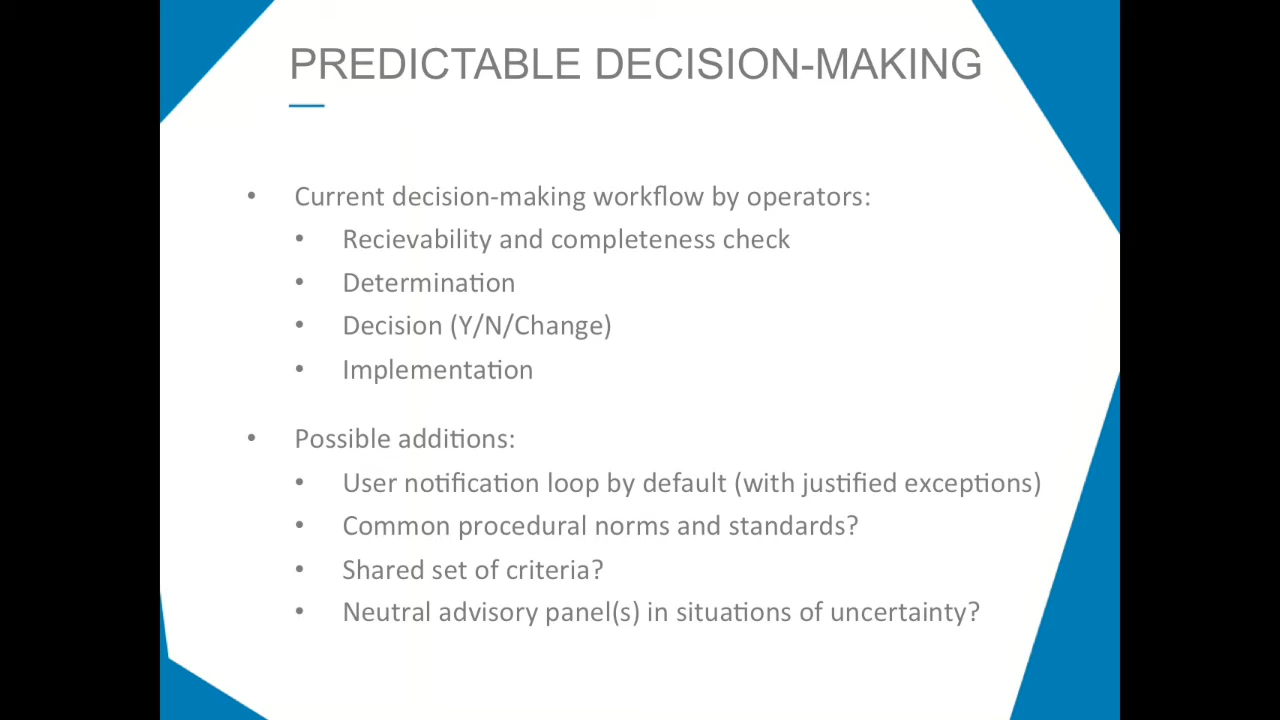 PREDICTABLE DECISION-MAKING
• Current decision-making workflow by operators:
• Recievability and completeness check
• Determination
• Decision (Y/N/Change)
• Implementation
• Possible additions:
• User notification loop by default (with justified exceptions)
• Common procedural norms and standards?
• Shared set of criteria?
• Neutral advisory panel(s) in situations of uncertainty?